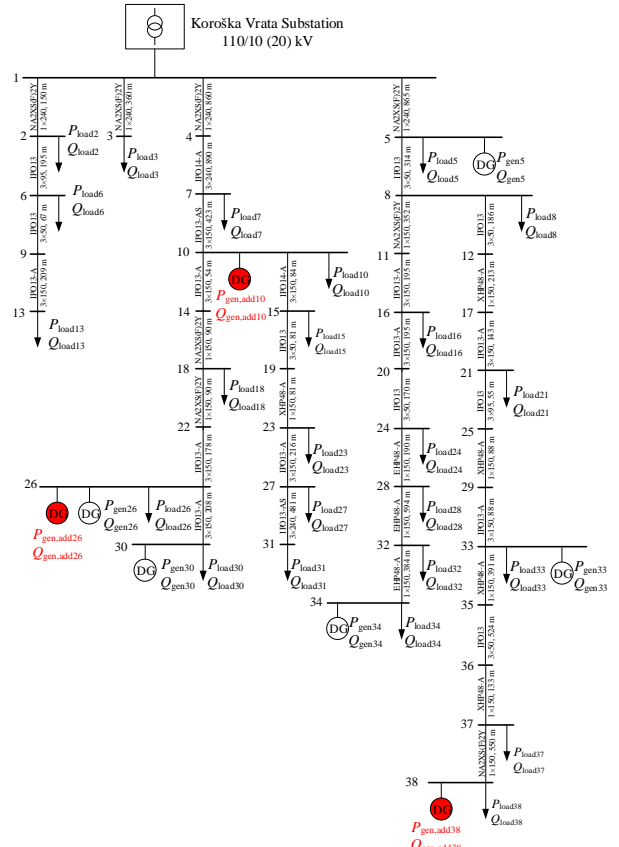 Koroška Vrata Substation
110/10 (20) kV
1
NA2XS(F)2Y
1×240, 150 m
NA2XS(F)2Y
1×240, 360 m
NA2XS(F)2Y
1×240, 860 m
NA2XS(F)2Y
1×240, 865 m
2
Pload2
Qload2
3
Pload3
Qload3
4
5
Pload5
Qload5
DG
Pgen5
Qgen5
IPO13
3×95, 195 m
IPO14-A
3×240, 890 m
IPO13
3×50, 314 m
6
Pload6
Qload6
7
Pload7
Qload7
8
Pload8
Qload8
IPO13
3×50, 67 m
IPO13-AS
3×150, 423 m
NA2XS(F)2Y
1×150, 352 m
IPO13
3×50, 186 m
9
10
DG
Pgen,add10
Qgen,add10
Pload10
Qload10
11
12
IPO13-A
3×150, 209 m
IPO13-A
3×150, 54 m
IPO14-A
3×150, 84 m
IPO13-A
3×150, 195 m
XHP48-A
1×150, 213 m
13
Pload13
Qload13
14
15
Pload15
Qload15
16
Pload16
Qload16
17
NA2XS(F)2Y
1×150, 90 m
IPO13
3×50, 81 m
IPO13-A
3×150, 195 m
IPO13-A
3×150, 143 m
18
Pload18
Qload18
19
20
21
Pload21
Qload21
NA2XS(F)2Y
1×150, 90 m
XHP48-A
1×150, 81 m
IPO13
3×50, 170 m
IPO13
3×95, 55 m
22
23
Pload23
Qload23
24
Pload24
Qload24
25
IPO13-A
3×150, 178 m
IPO13-A
3×150, 216 m
EHP48-A
1×150, 190 m
XHP48-A
1×150, 88 m
26
DG
Pgen,add26
Qgen,add26
DG
Pgen26
Qgen26
Pload26
Qload26
27
Pload27
Qload27
28
Pload28
Qload28
29
IPO13-A
3×150, 208 m
IPO13-AS
3×240, 481 m
EHP48-A
1×150, 594 m
IPO13-A
3×150, 88 m
30
DG
Pgen30
Qgen30
Pload30
Qload30
31
Pload31
Qload31
32
Pload32
Qload32
33
Pload33
Qload33
DG
Pgen33
Qgen33
EHP48-A
1×150, 384 m
XHP48-A
1×150, 391 m
34
DG
Pgen34
Qgen34
Pload34
Qload34
35
IPO13
3×50, 524 m
36
XHP48-A
1×150, 133 m
37
Pload37
Qload37
NA2XS(F)2Y
1×150, 550 m
38
DG
Pgen,add38
Pload38
Qload38